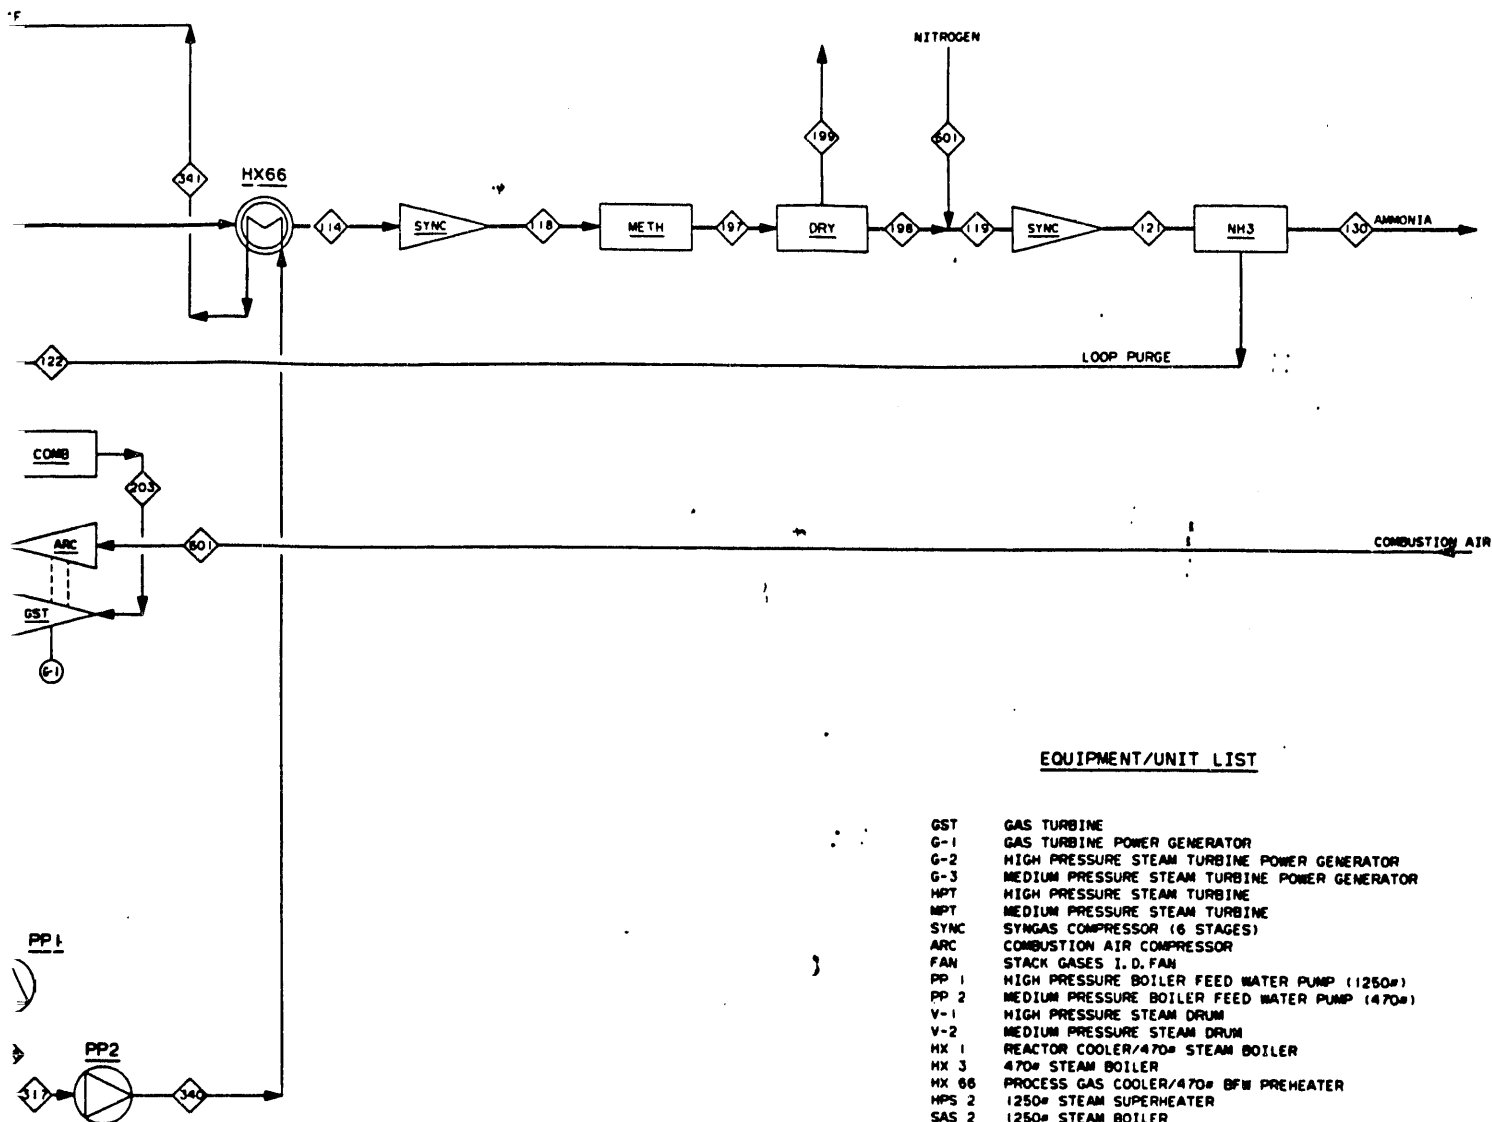 °F
NITROGEN
199
601
341
HX66
114
SYNC
118
METH
197
DRY
198
119
SYNC
121
NH3
130
AMMONIA
122
LOOP PURGE
COMB
203
ARC
601
COMBUSTION AIR
GST
G-1
EQUIPMENT/UNIT LIST
GST GAS TURBINE
G-1 GAS TURBINE POWER GENERATOR
G-2 HIGH PRESSURE STEAM TURBINE POWER GENERATOR
G-3 MEDIUM PRESSURE STEAM TURBINE POWER GENERATOR
HPT HIGH PRESSURE STEAM TURBINE
MPT MEDIUM PRESSURE STEAM TURBINE
SYNC SYNGAS COMPRESSOR (6 STAGES)
ARC COMBUSTION AIR COMPRESSOR
FAN STACK GASES I.D.FAN
PP 1 HIGH PRESSURE BOILER FEED WATER PUMP (1250#)
PP 2 MEDIUM PRESSURE BOILER FEED WATER PUMP (470#)
V-1 HIGH PRESSURE STEAM DRUM
V-2 MEDIUM PRESSURE STEAM DRUM
HX 1 REACTOR COOLER/470# STEAM BOILER
HX 3 470# STEAM BOILER
HX 66 PROCESS GAS COOLER/470# BFW PREHEATER
HPS 2 1250# STEAM SUPERHEATER
SAS 2 1250# STEAM BOILER
PP1
PP2
317
340